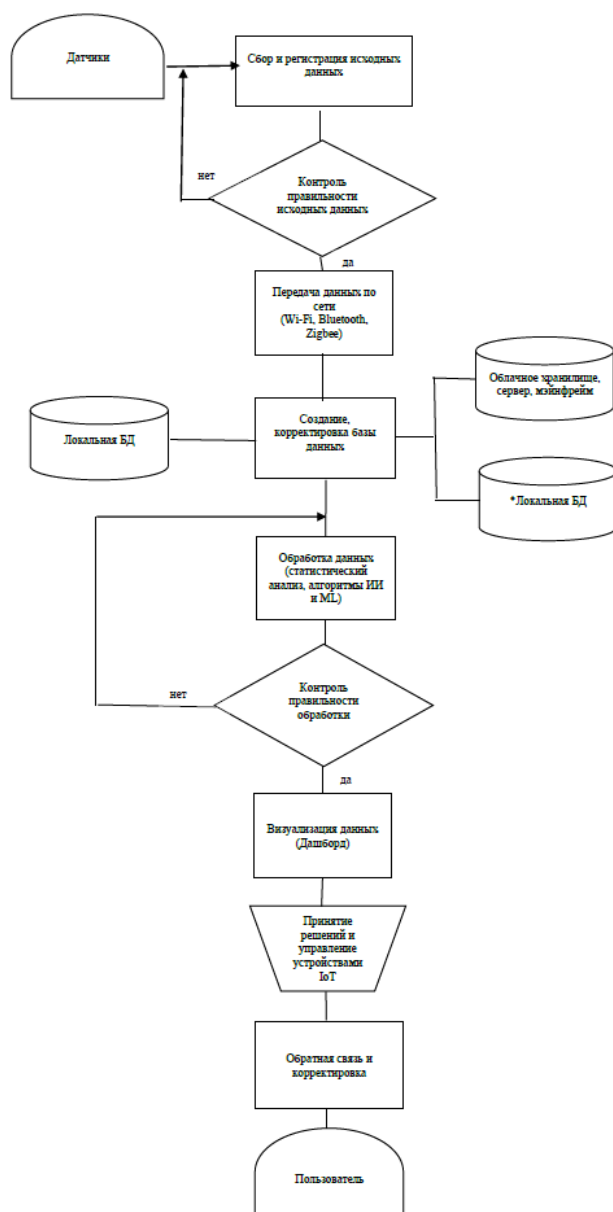 Датчики
Сбор и регистрация исходных
данных
нет
Контроль
правильности
исходных данных
да
Передача данных по
сети
(Wi-Fi, Bluetooth,
Zigbee)
Облачное хранилище,
сервер, мэйнфрейм
Локальная БД
Создание,
корректировка базы
данных
*Локальная БД
Обработка данных
(статистический
анализ, алгоритмы ИИ
и ML)
нет
Контроль
правильности
обработки
да
Визуализация данных
(Дашборд)
Принятие
решений и
управление
устройствами
IoT
Обратная связь и
корректировка
Пользователь